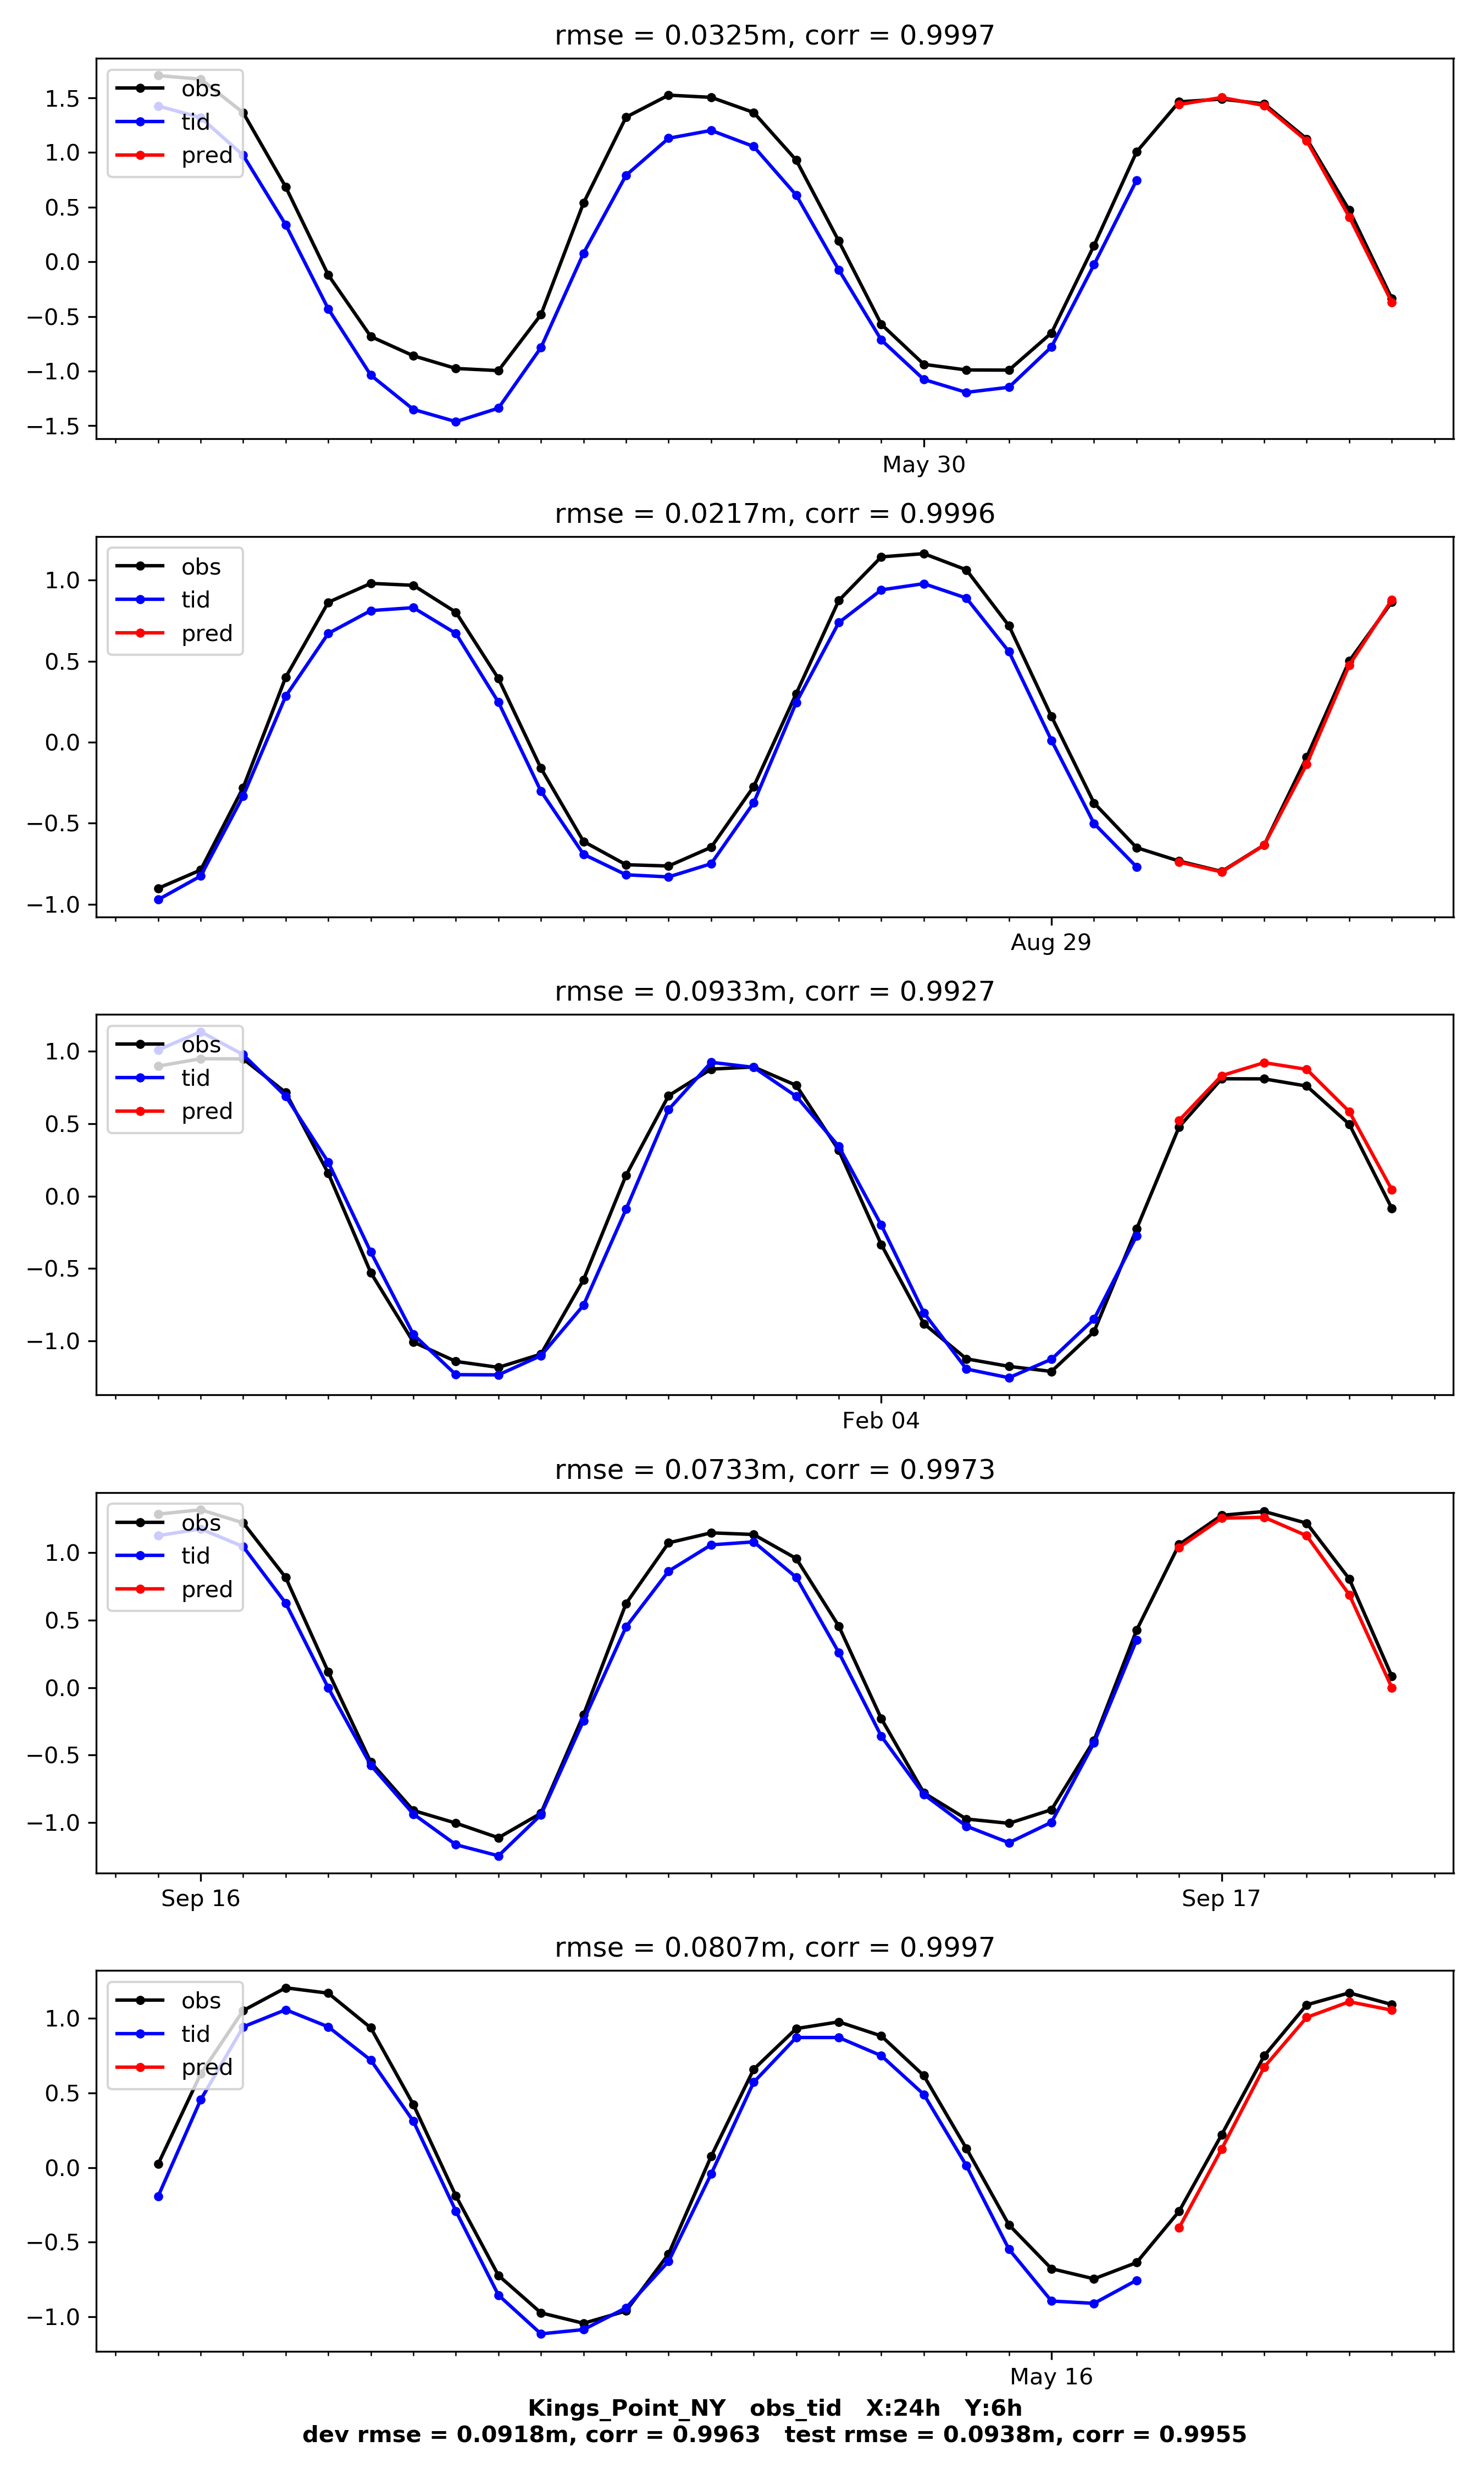 rmse = 0.0325m, corr = 0.9997
obs
tid
pred
1.5
1.0
0.5
0.0
−0.5
−1.0
−1.5
May 30
rmse = 0.0217m, corr = 0.9996
obs
tid
pred
1.0
0.5
0.0
−0.5
−1.0
Aug 29
rmse = 0.0933m, corr = 0.9927
obs
tid
pred
1.0
0.5
0.0
−0.5
−1.0
Feb 04
rmse = 0.0733m, corr = 0.9973
obs
tid
pred
1.0
0.5
0.0
−0.5
−1.0
Sep 16 Sep 17
rmse = 0.0807m, corr = 0.9997
obs
tid
pred
1.0
0.5
0.0
−0.5
−1.0
May 16
Kings_Point_NY obs_tid X:24h Y:6h
dev rmse = 0.0918m, corr = 0.9963 test rmse = 0.0938m, corr = 0.9955